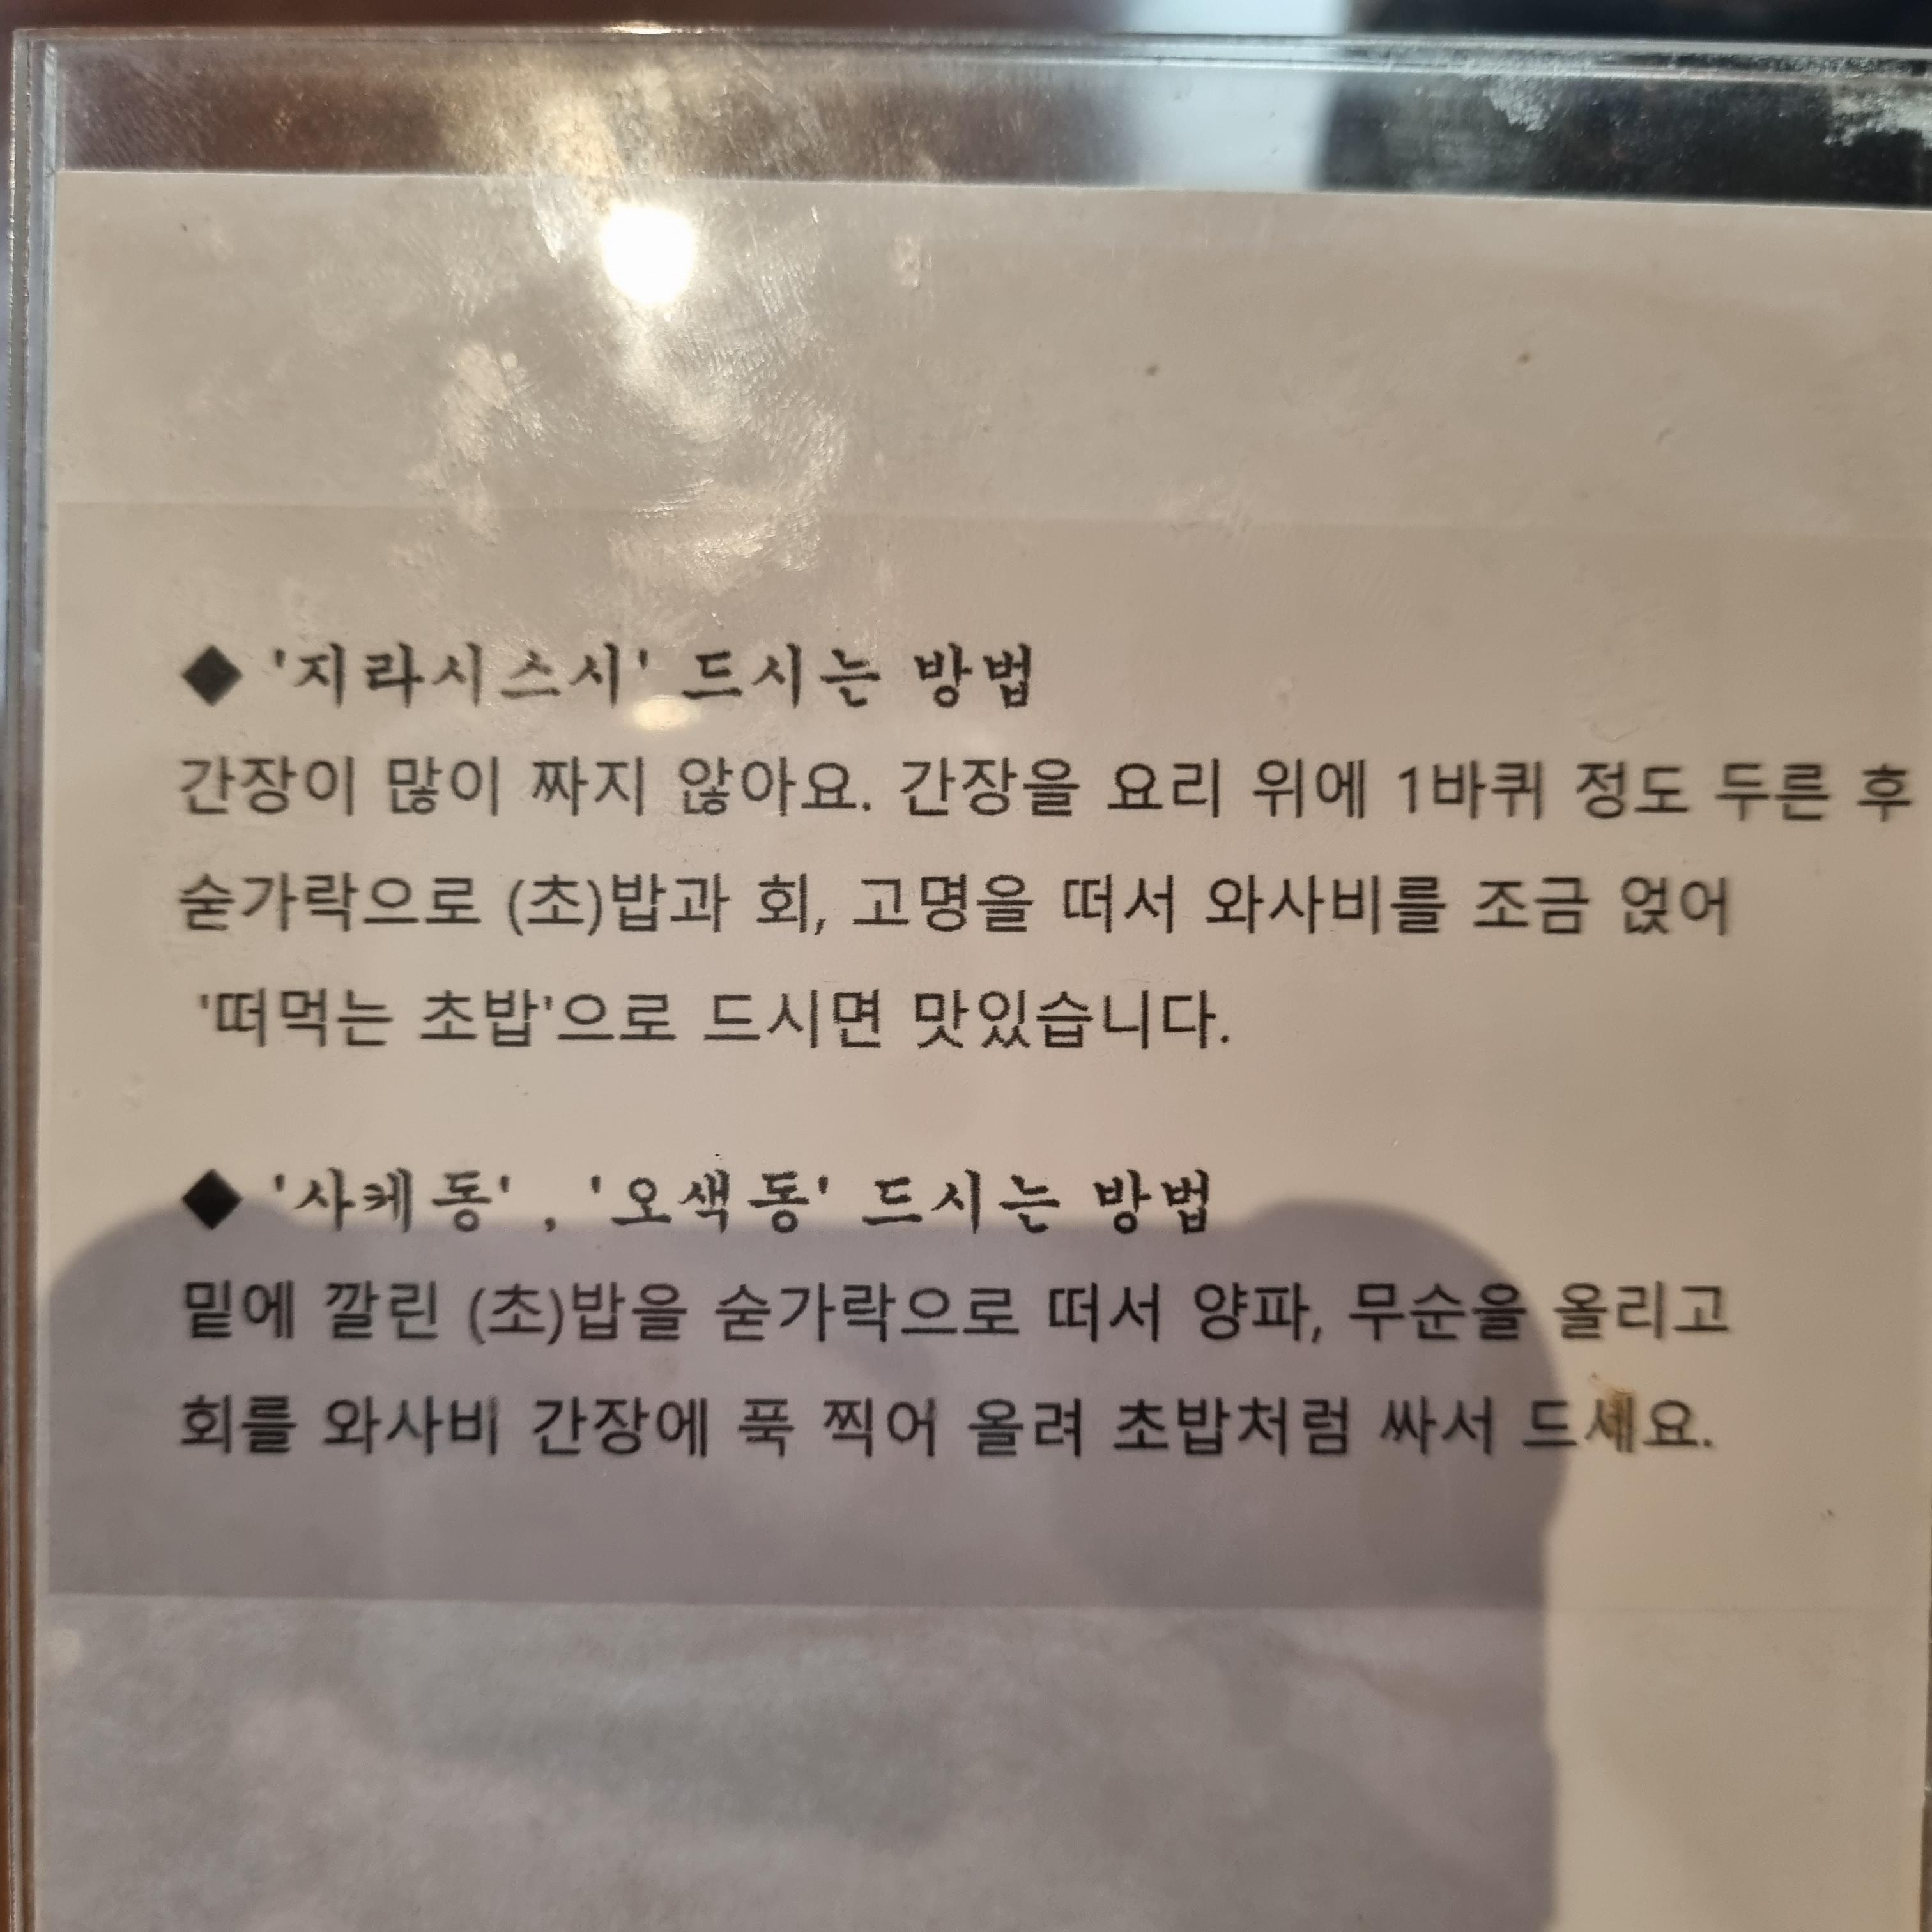 ◆ '지라시스시' 드시는 방법
간장이 많이 짜지 않아요. 간장을 요리 위에 1바퀴 정도 두른 후
숟가락으로 (초)밥과 회, 고명을 떠서 와사비를 조금 얹어
'떠먹는 초밥'으로 드시면 맛있습니다.
◆ '사케동', '오색동' 드시는 방법
밑에 깔린 (초)밥을 숟가락으로 떠서 양파, 무순을 올리고
회를 와사비 간장에 푹 찍어 올려 초밥처럼 싸서 드세요.